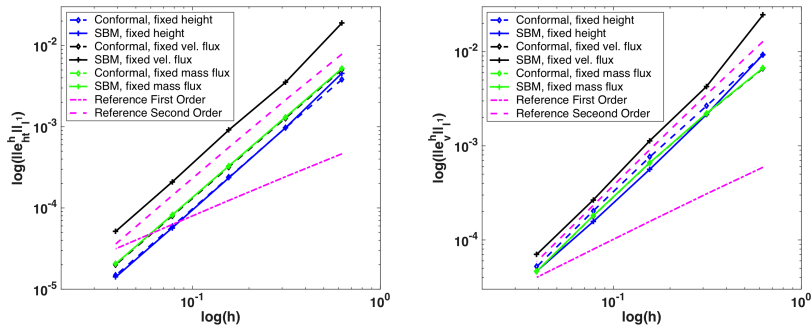 Conformal, fixed height
SBM, fixed height
Conformal, fixed vel. flux
SBM, fixed vel. flux
Conformal, fixed mass flux
SBM, fixed mass flux
Reference First Order
Reference Second Order
log(||e^h_ht||_l^1)
10^-2
10^-3
10^-4
10^-5
10^-1
10^0
log(h)
Conformal, fixed height
SBM, fixed height
Conformal, fixed vel. flux
SBM, fixed vel. flux
Conformal, fixed mass flux
SBM, fixed mass flux
Reference First Order
Reference Seceond Order
log(||e^h_v||_l^1)
10^-2
10^-3
10^-4
10^-1
10^0
log(h)